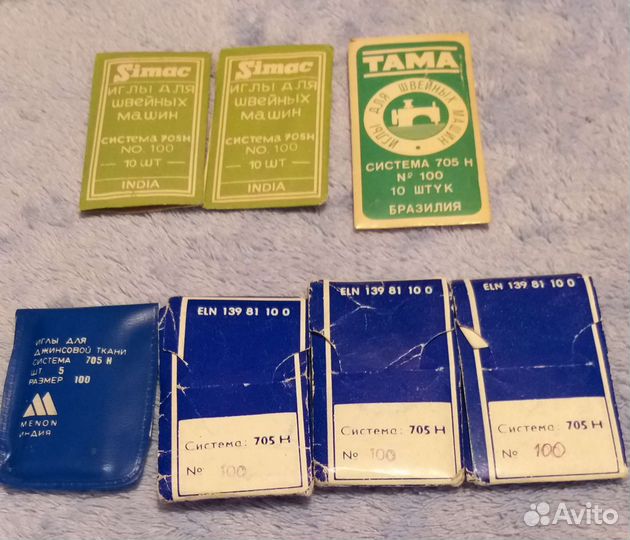 Simac
ИГЛЫ ДЛЯ
ШВЕЙНЫХ
МАШИН
СИСТЕМА 705H
NO. 100
10 ШТ
INDIA
Simac
ИГЛЫ ДЛЯ
ШВЕЙНЫХ
МАШИН
СИСТЕМА 705H
NO. 100
10 ШТ
INDIA
TAMA
ИГЛЫ ДЛЯ ШВЕЙНЫХ МАШИН
СИСТЕМА 705 H
№ 100
10 ШТУК
БРАЗИЛИЯ
ИГЛЫ ДЛЯ
ДЖИНСОВОЙ ТКАНИ
СИСТЕМА 705 H
ШТ 5
РАЗМЕР 100
MENON
ИНДИЯ
ELN 139 81 10 0
Система: 705 H
No 100
ELN 139 81 10 0
Система: 705 H
No 100
ELN 139 81 10 0
Система: 705 H
No 100
Avito